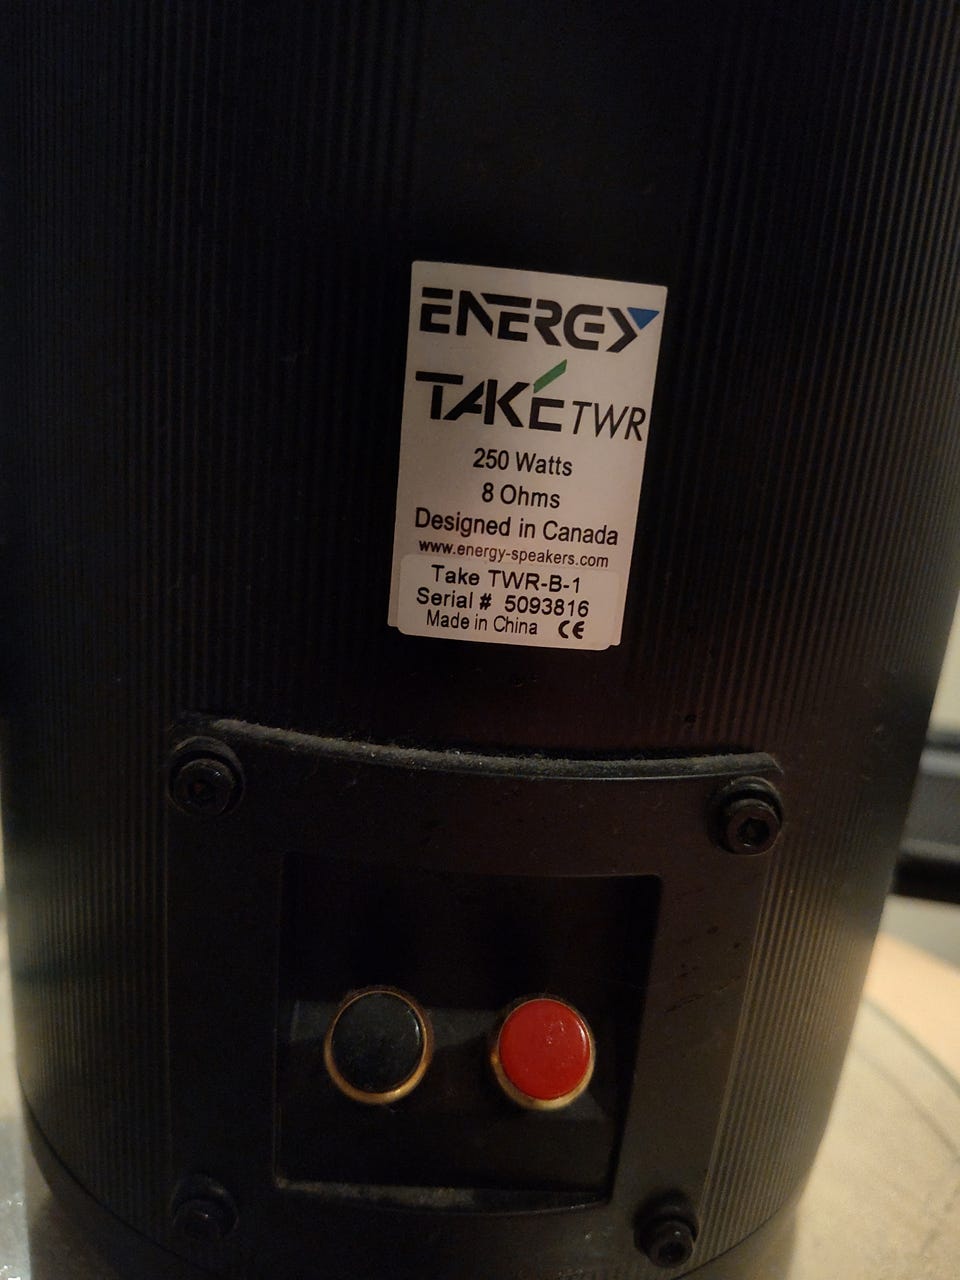 ENERGY
TAKÉ TWR
250 Watts
8 Ohms
Designed in Canada
www.energy-speakers.com
Take TWR-B-1
Serial # 5093816
Made in China CE